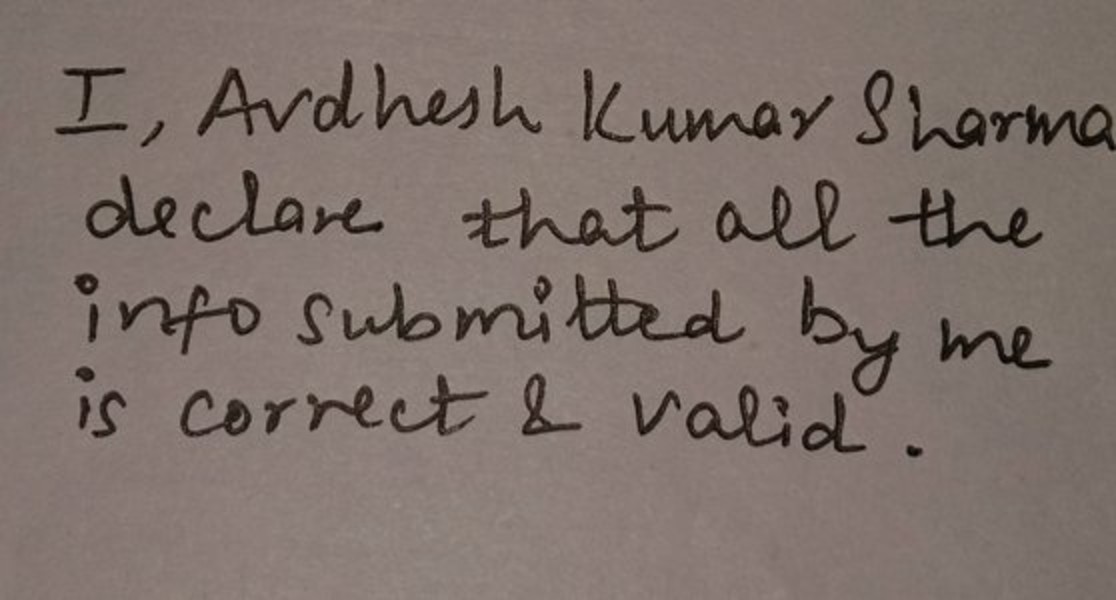 I, Avdhesh Kumar Sharma
declare that all the
info submitted by me
is correct & valid.